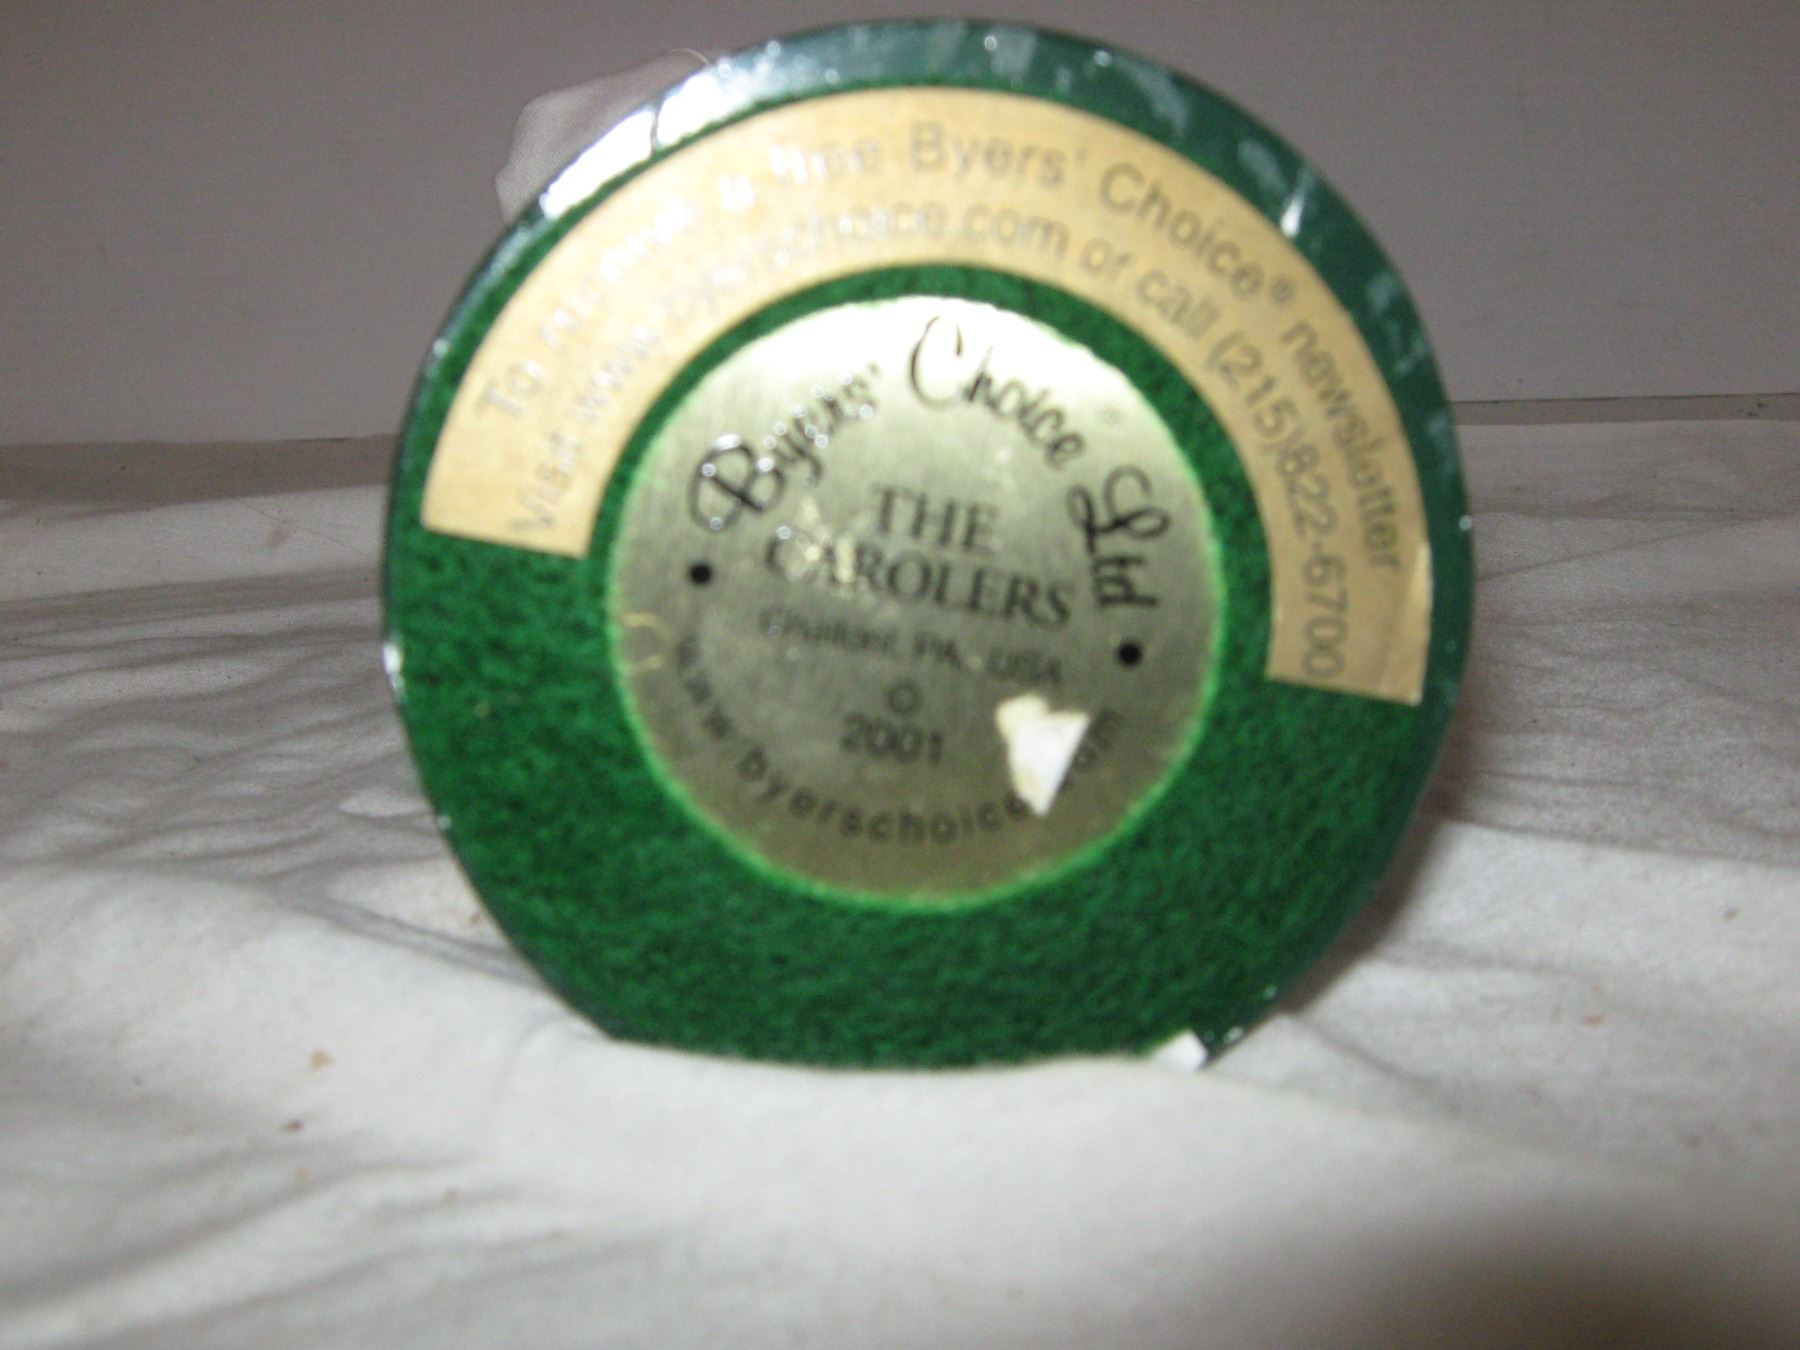 To receive a free Byers' Choice® newsletter
Visit www.byerschoice.com or call (215)822-6700
Byers' Choice Ltd
THE
CAROLERS
Chalfont, PA, USA
©
2001
www.byerschoice. om